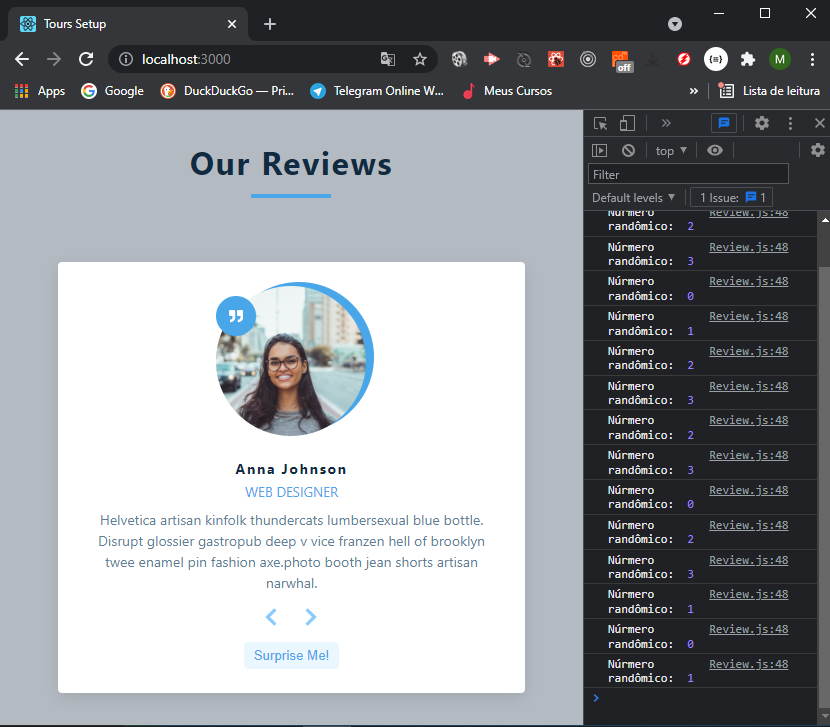 Tours Setup
localhost:3000
off
M
Apps
Google
DuckDuckGo — Pri...
Telegram Online W...
Meus Cursos
»
Lista de leitura
Our Reviews
Anna Johnson
WEB DESIGNER
Helvetica artisan kinfolk thundercats lumbersexual blue bottle.
Disrupt glossier gastropub deep v vice franzen hell of brooklyn
twee enamel pin fashion axe.photo booth jean shorts artisan
narwhal.
Surprise Me!
top ▼
Filter
Default levels ▼
1 Issue: 1
Núrmero Review.js:48
randômico: 2
Núrmero Review.js:48
randômico: 3
Núrmero Review.js:48
randômico: 0
Núrmero Review.js:48
randômico: 1
Núrmero Review.js:48
randômico: 2
Núrmero Review.js:48
randômico: 3
Núrmero Review.js:48
randômico: 2
Núrmero Review.js:48
randômico: 3
Núrmero Review.js:48
randômico: 0
Núrmero Review.js:48
randômico: 2
Núrmero Review.js:48
randômico: 3
Núrmero Review.js:48
randômico: 1
Núrmero Review.js:48
randômico: 0
Núrmero Review.js:48
randômico: 1